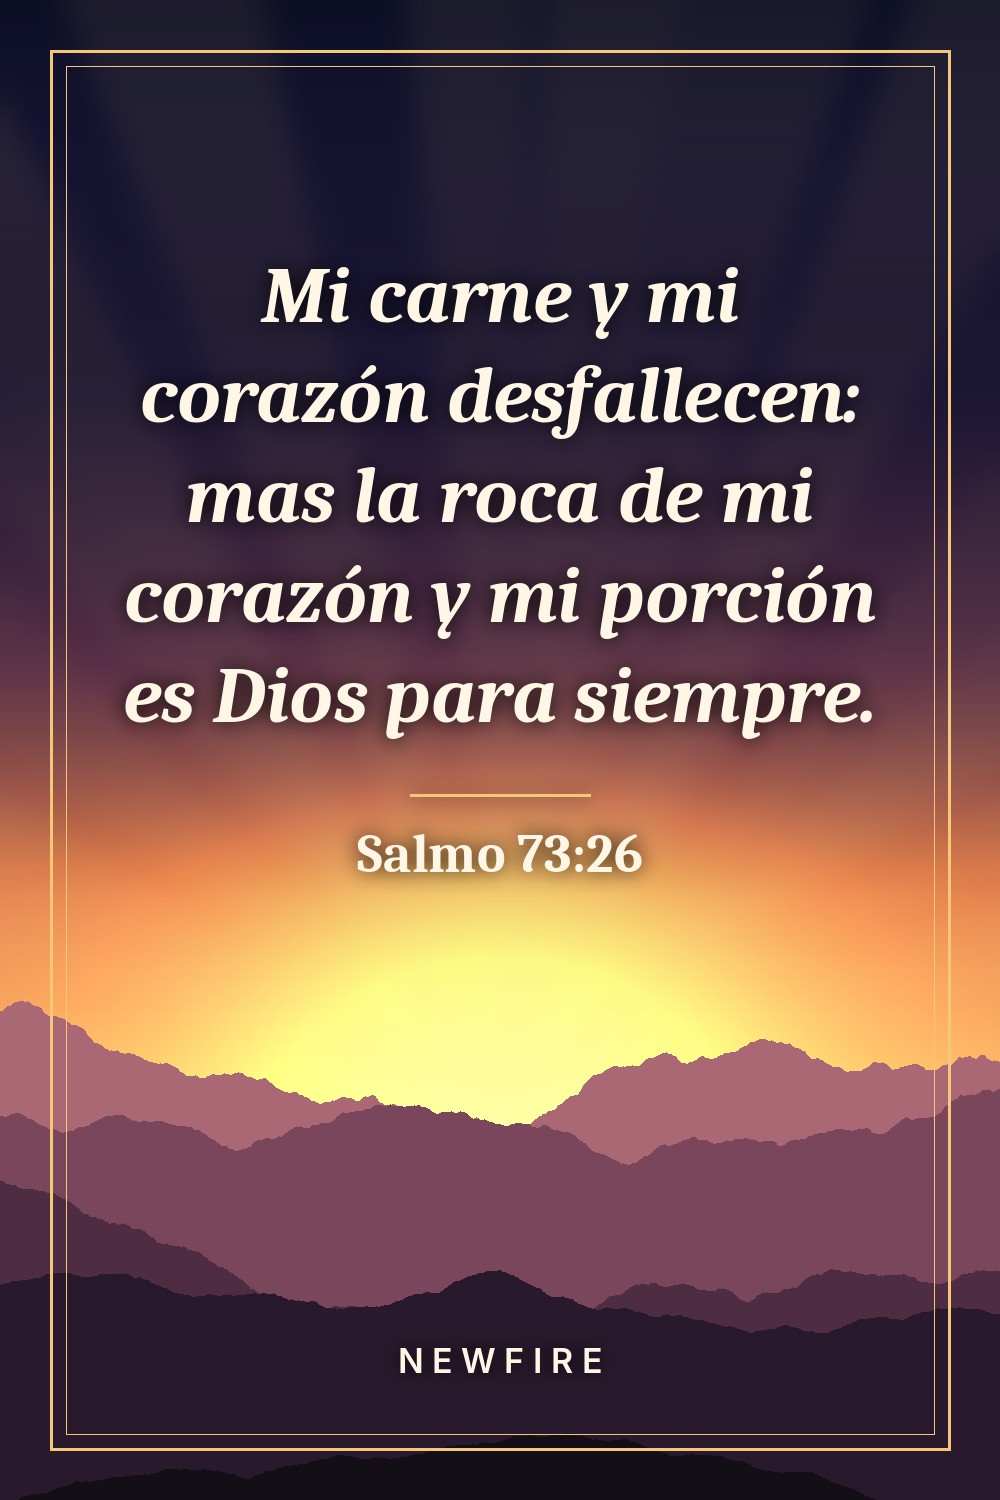 Mi carne y mi
corazón desfallecen:
mas la roca de mi
corazón y mi porción
es Dios para siempre.
Salmo 73:26
NEWFIRE